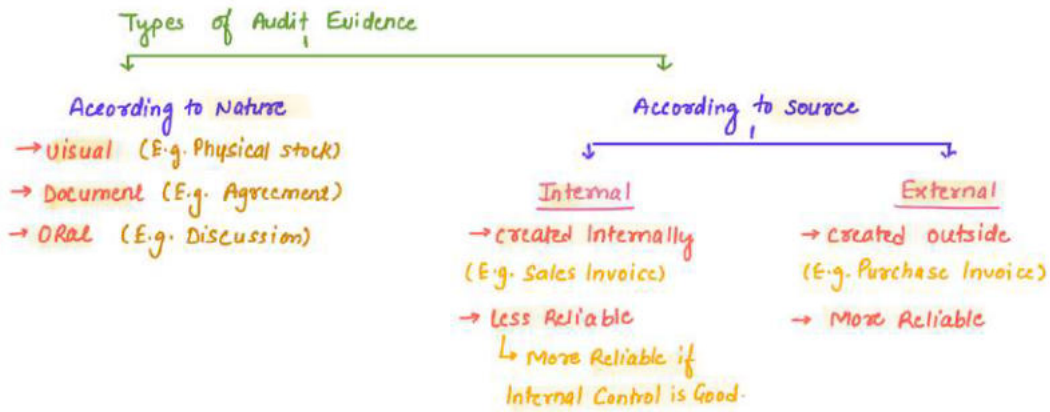 Types of Audit Evidence
According to Nature
→ Visual (E.g. Physical stock)
→ Document (E.g. Agreement)
→ ORal (E.g. Discussion)
According to source
Internal
→ created Internally
(E.g. Sales Invoice)
→ Less Reliable
↳ More Reliable if
Internal Control is Good.
External
→ created outside
(E.g. Purchase Invoice)
→ More Reliable